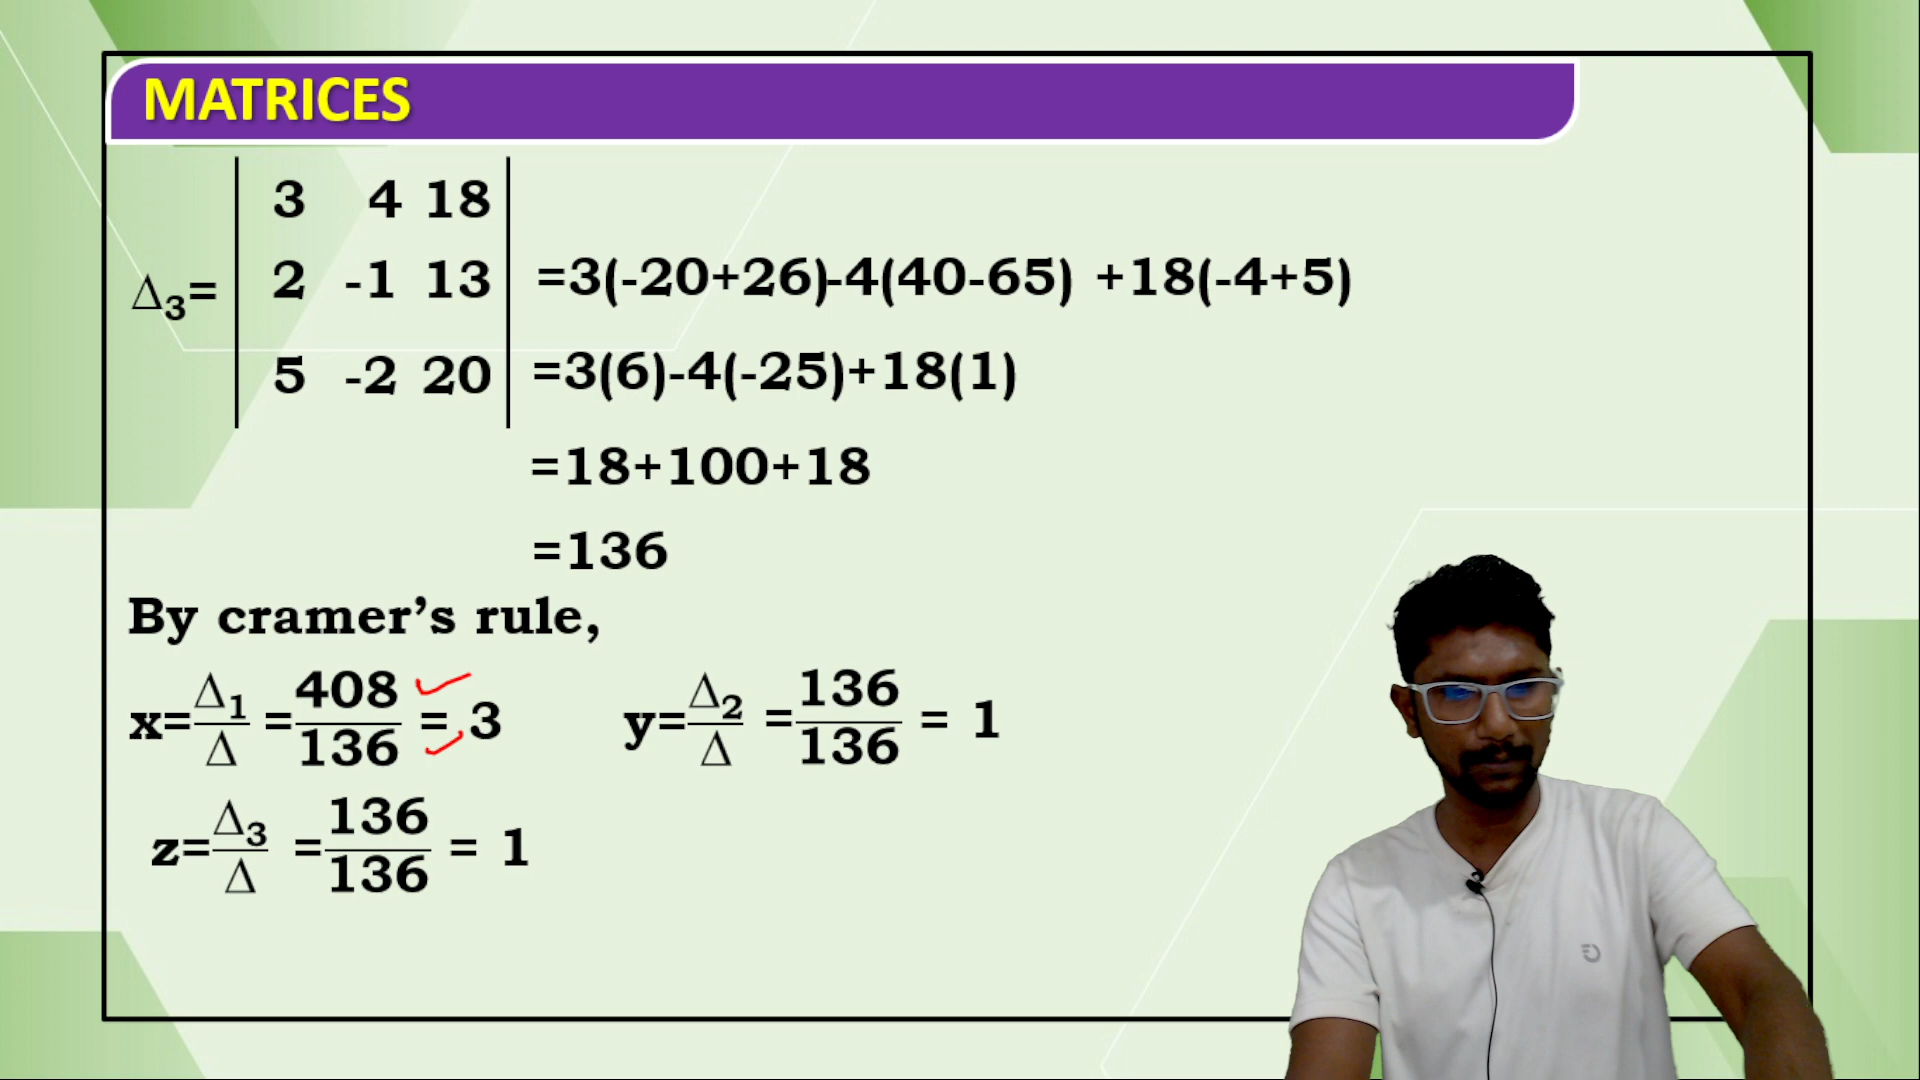 MATRICES
3 4 18
2 -1 13
5 -2 20
Δ3=
=3(-20+26)-4(40-65) +18(-4+5)
=3(6)-4(-25)+18(1)
=18+100+18
=136
By cramer’s rule,
x=Δ1/Δ =408/136 = 3 y=Δ2/Δ =136/136 = 1
z=Δ3/Δ =136/136 = 1